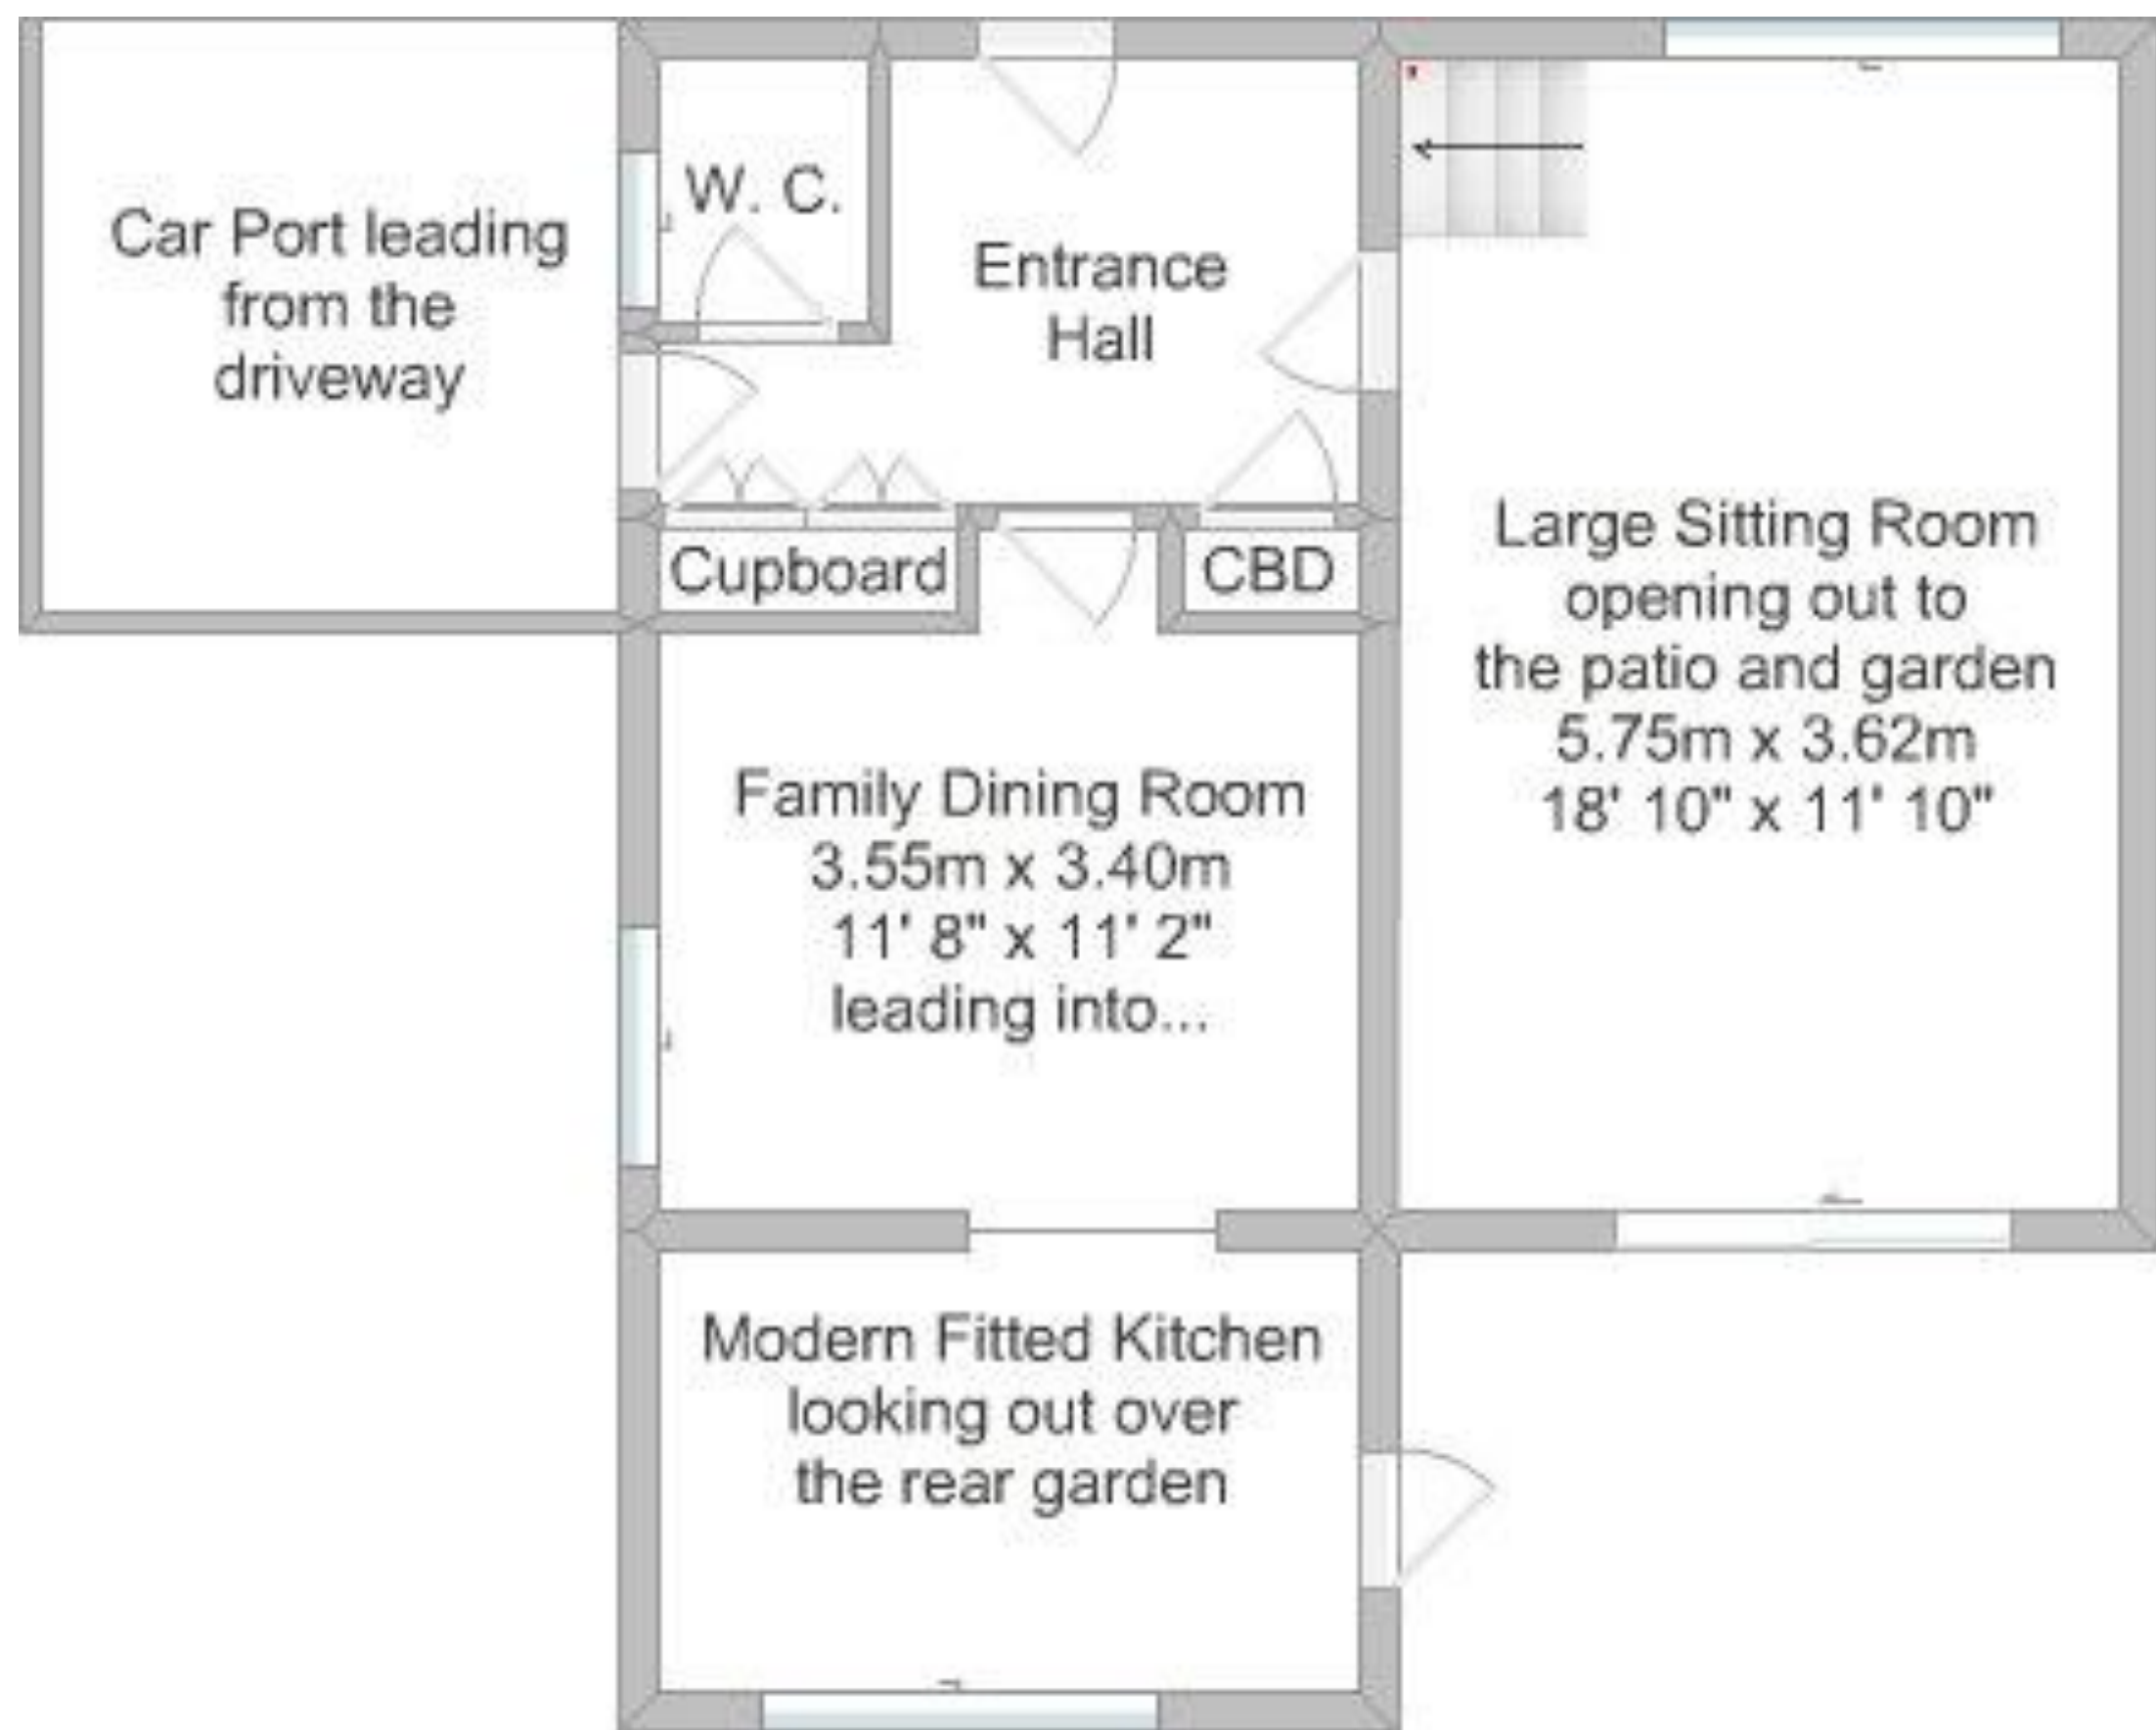 Car Port leading
from the
driveway
W. C.
Entrance
Hall
Cupboard
CBD
Large Sitting Room
opening out to
the patio and garden
5.75m x 3.62m
18' 10" x 11' 10"
Family Dining Room
3.55m x 3.40m
11' 8" x 11' 2"
leading into...
Modern Fitted Kitchen
looking out over
the rear garden